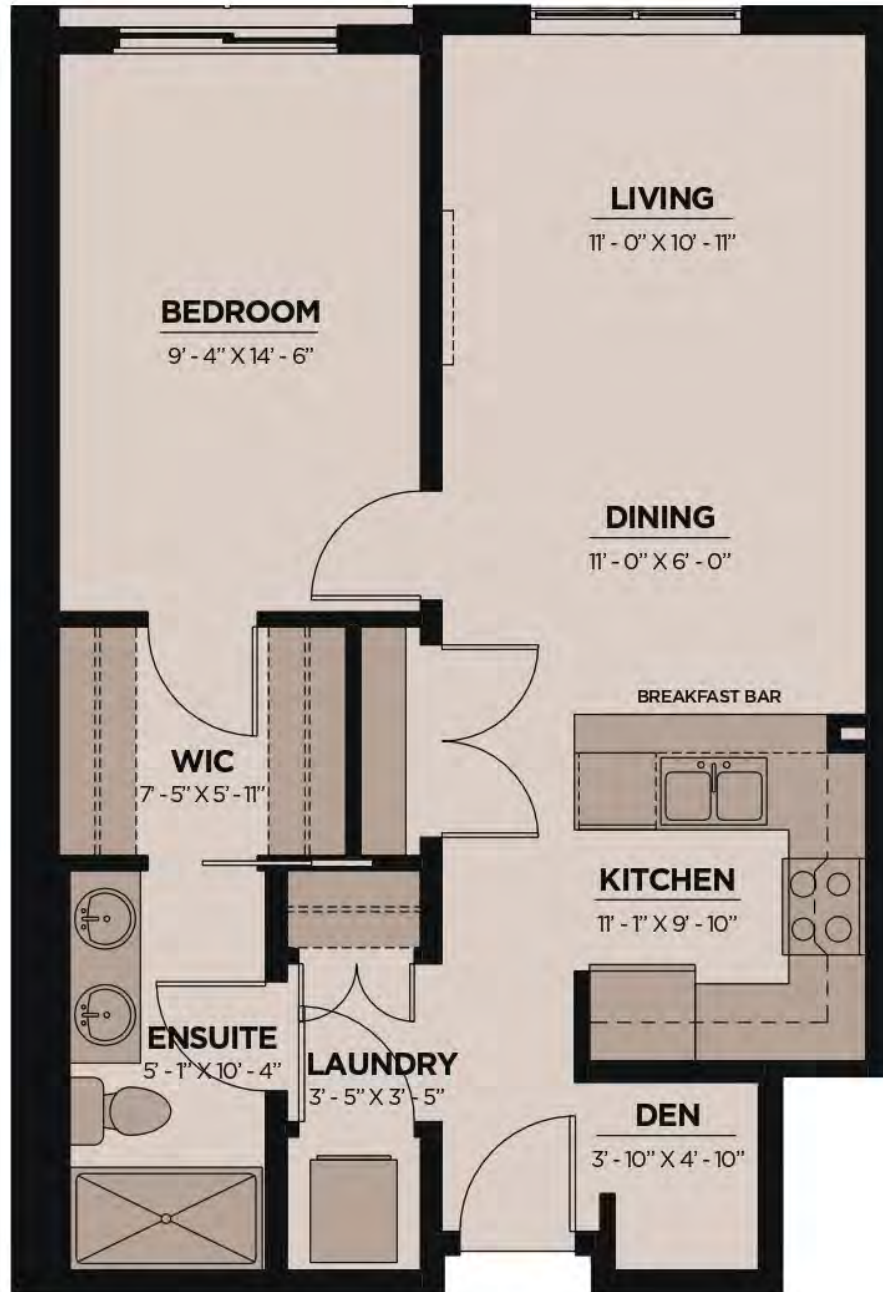 LIVING
11' - 0" X 10' - 11"
BEDROOM
9' - 4" X 14' - 6"
DINING
11' - 0" X 6' - 0"
BREAKFAST BAR
WIC
7' - 5" X 5' - 11"
KITCHEN
11' - 1" X 9' - 10"
ENSUITE
5' - 1" X 10' - 4"
LAUNDRY
3' - 5" X 3' - 5"
DEN
3' - 10" X 4' - 10"